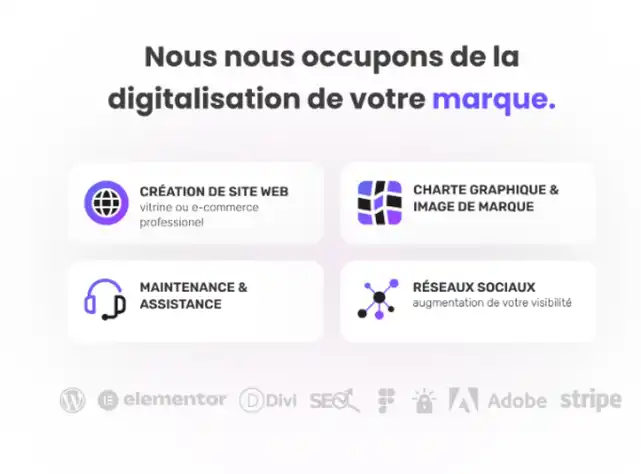 Nous nous occupons de la
digitalisation de votre marque.
CRÉATION DE SITE WEB
vitrine ou e-commerce
professionel
CHARTE GRAPHIQUE &
IMAGE DE MARQUE
MAINTENANCE &
ASSISTANCE
RÉSEAUX SOCIAUX
augmentation de votre visibilité
elementor Divi SEO Adobe stripe